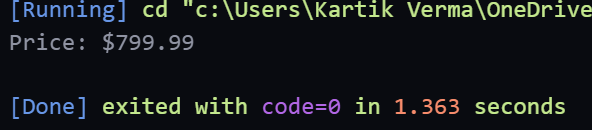 [Running] cd "c:\Users\Kartik Verma\OneDrive
Price: $799.99
[Done] exited with code=0 in 1.363 seconds